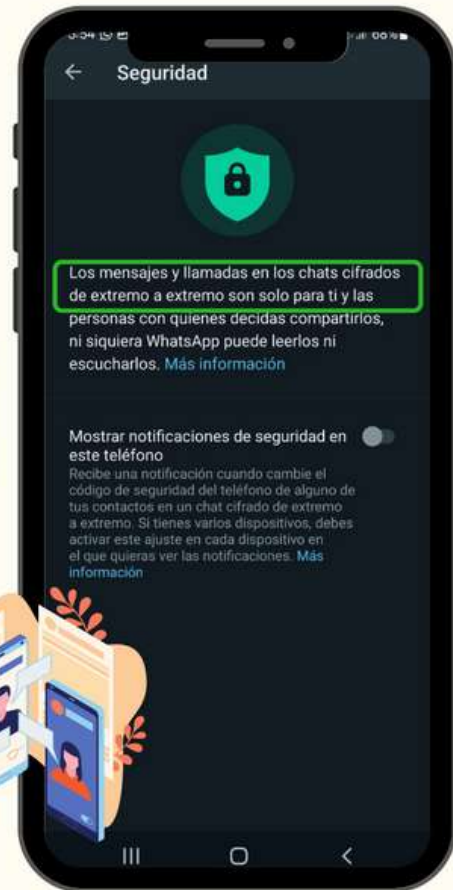 Seguridad
Los mensajes y llamadas en los chats cifrados
de extremo a extremo son solo para ti y las
personas con quienes decidas compartirlos,
ni siquiera WhatsApp puede leerlos ni
escucharlos. Más información
Mostrar notificaciones de seguridad en
este teléfono
Recibe una notificación cuando cambie el
código de seguridad del teléfono de alguno de
tus contactos en un chat cifrado de extremo
a extremo. Si tienes varios dispositivos, debes
activar este ajuste en cada dispositivo en
el que quieras ver las notificaciones. Más
información